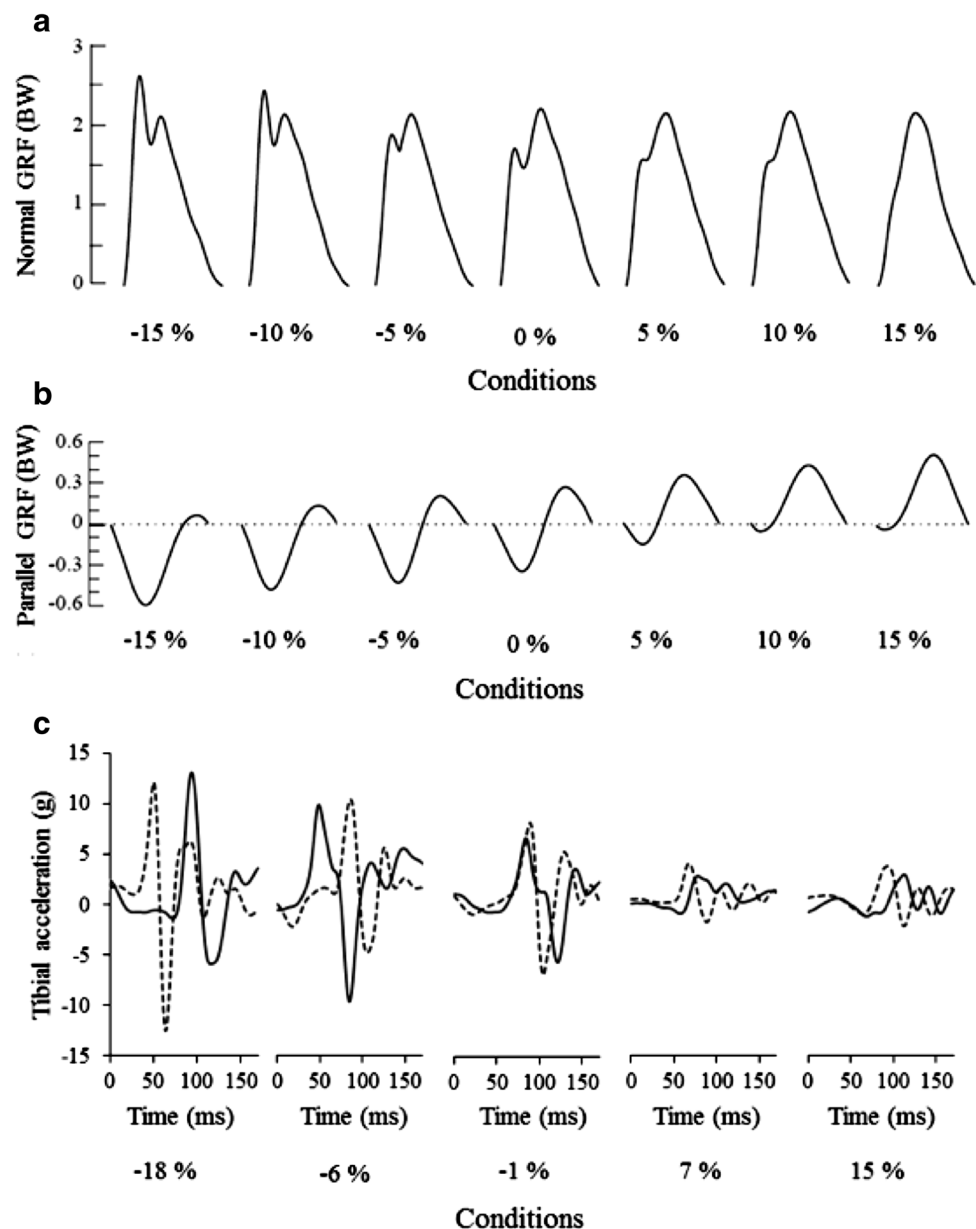 a
Normal GRF (BW)
3
2
1
0
-15 %
-10 %
-5 %
0 %
5 %
10 %
15 %
Conditions
b
Parallel GRF (BW)
0.6
0.3
0
-0.3
-0.6
-15 %
-10 %
-5 %
0 %
5 %
10 %
15 %
Conditions
c
Tibial acceleration (g)
15
10
5
0
-5
-10
-15
0 50 100 150
0 50 100 150
0 50 100 150
0 50 100 150
0 50 100 150
Time (ms)
Time (ms)
Time (ms)
Time (ms)
Time (ms)
-18 %
-6 %
-1 %
7 %
15 %
Conditions